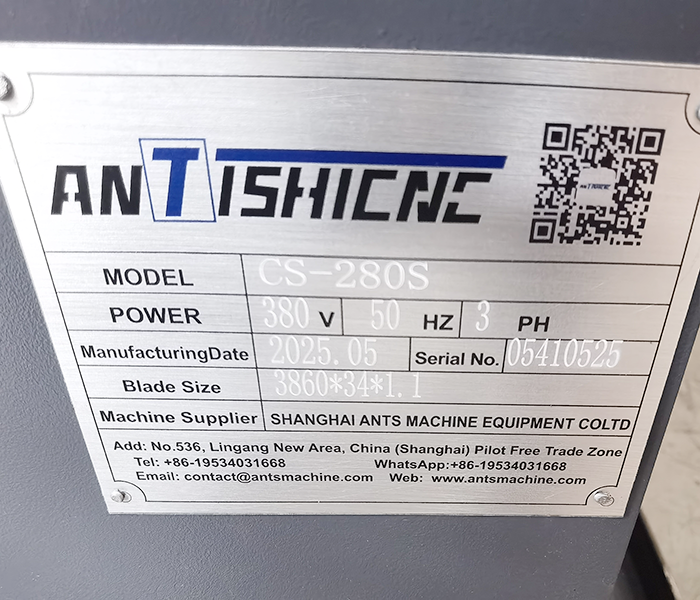 ANTISHICNC
MODEL CS-280S
POWER 380 V 50 HZ 3 PH
ManufacturingDate 2025.05 Serial No. 05410525
Blade Size 3860*34*1.1
Machine Supplier SHANGHAI ANTS MACHINE EQUIPMENT COLTD
Add: No.536, Lingang New Area, China (Shanghai) Pilot Free Trade Zone
Tel: +86-19534031668 WhatsApp:+86-19534031668
Email: contact@antsmachine.com Web: www.antsmachine.com